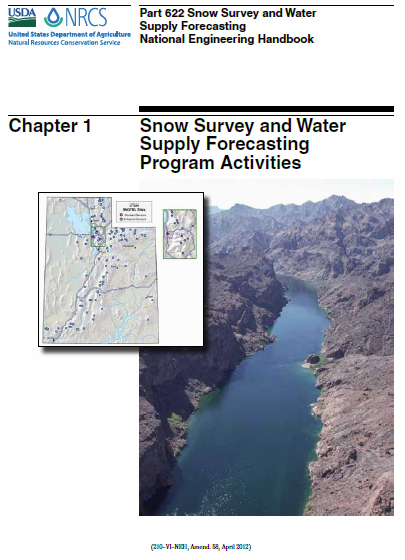 USDA NRCS
United States Department of Agriculture
Natural Resources Conservation Service
Part 622 Snow Survey and Water
Supply Forecasting
National Engineering Handbook
Chapter 1
Snow Survey and Water
Supply Forecasting
Program Activities
SNOTEL Sites
(210–VI–NEH, Amend. 58, April 2012)